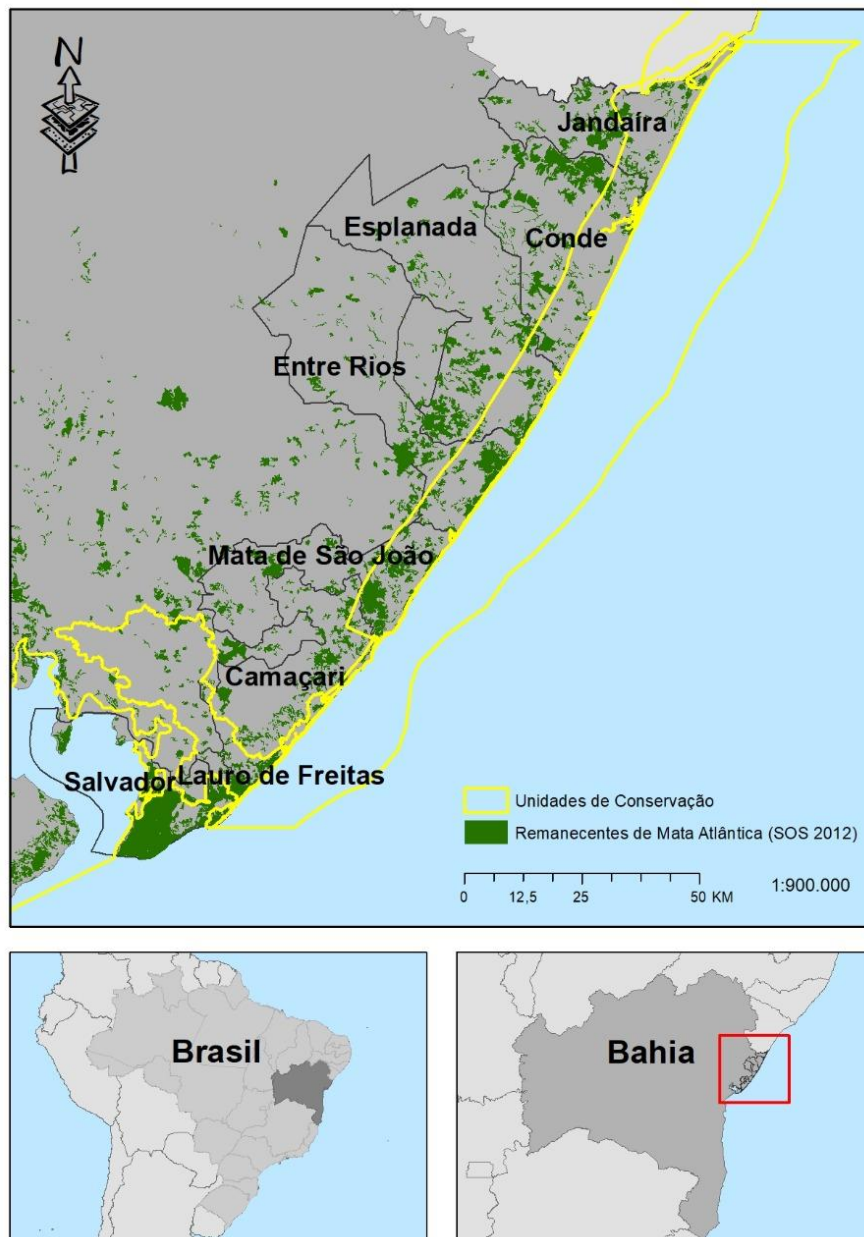 N
Jandaíra
Esplanada
Conde
Entre Rios
Mata de São João
Camaçari
Salvador
Lauro de Freitas
Unidades de Conservação
Remanecentes de Mata Atlântica (SOS 2012)
0 12,5 25 50 KM
1:900.000
Brasil
Bahia